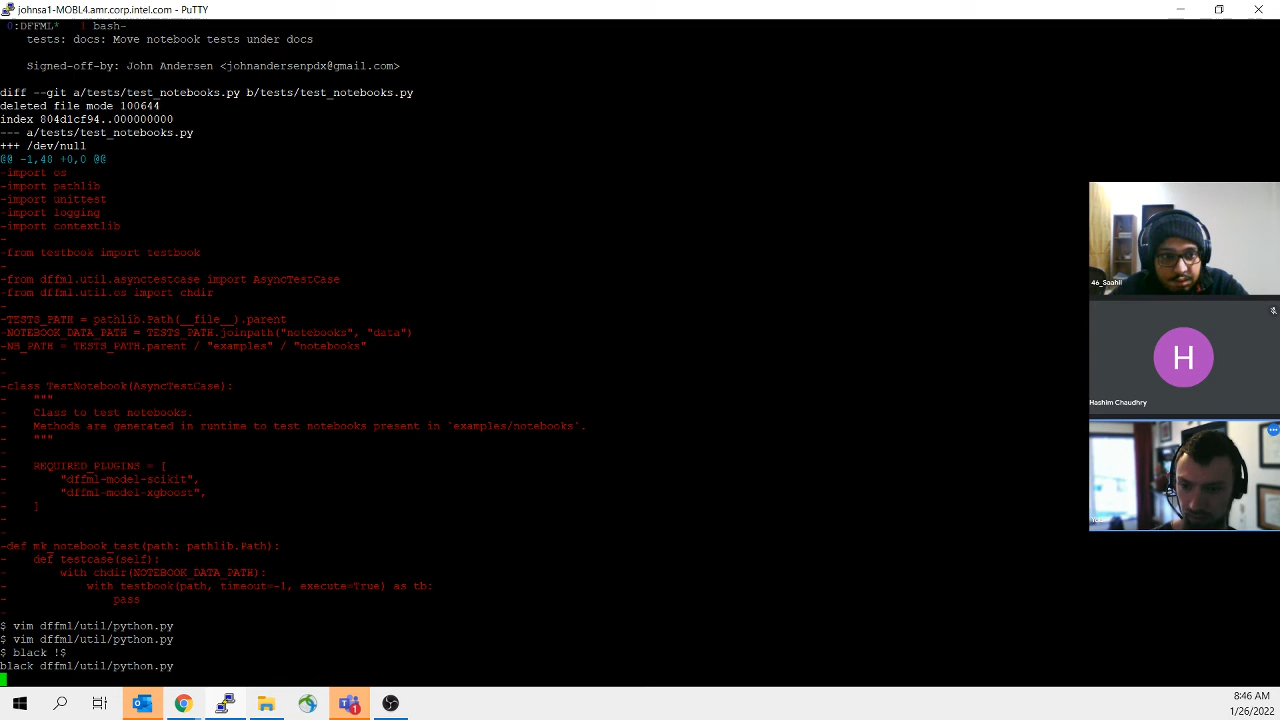 johnsa1-MOBL4.amr.corp.intel.com - PuTTY
0:DFFML*   ! bash-
tests: docs: Move notebook tests under docs
Signed-off-by: John Andersen <johnandersenpdx@gmail.com>
diff --git a/tests/test_notebooks.py b/tests/test_notebooks.py
deleted file mode 100644
index 804d1cf94..000000000
--- a/tests/test_notebooks.py
+++ /dev/null
@@ -1,48 +0,0 @@
-import os
-import pathlib
-import unittest
-import logging
-import contextlib
-
-from testbook import testbook
-
-from dffml.util.asynctestcase import AsyncTestCase
-from dffml.util.os import chdir
-
-TESTS_PATH = pathlib.Path(__file__).parent
-NOTEBOOK_DATA_PATH = TESTS_PATH.joinpath("notebooks", "data")
-NB_PATH = TESTS_PATH.parent / "examples" / "notebooks"
-
-
-class TestNotebook(AsyncTestCase):
-    """
-    Class to test notebooks.
-    Methods are generated in runtime to test notebooks present in `examples/notebooks`.
-    """
-
-    REQUIRED_PLUGINS = [
-        "dffml-model-scikit",
-        "dffml-model-xgboost",
-    ]
-
-
-def mk_notebook_test(path: pathlib.Path):
-    def testcase(self):
-        with chdir(NOTEBOOK_DATA_PATH):
-            with testbook(path, timeout=-1, execute=True) as tb:
-                pass
-
$ vim dffml/util/python.py
$ vim dffml/util/python.py
$ black !$
black dffml/util/python.py
46_Saahil
H
Hashim Chaudhry
8:46 AM
1/26/2022